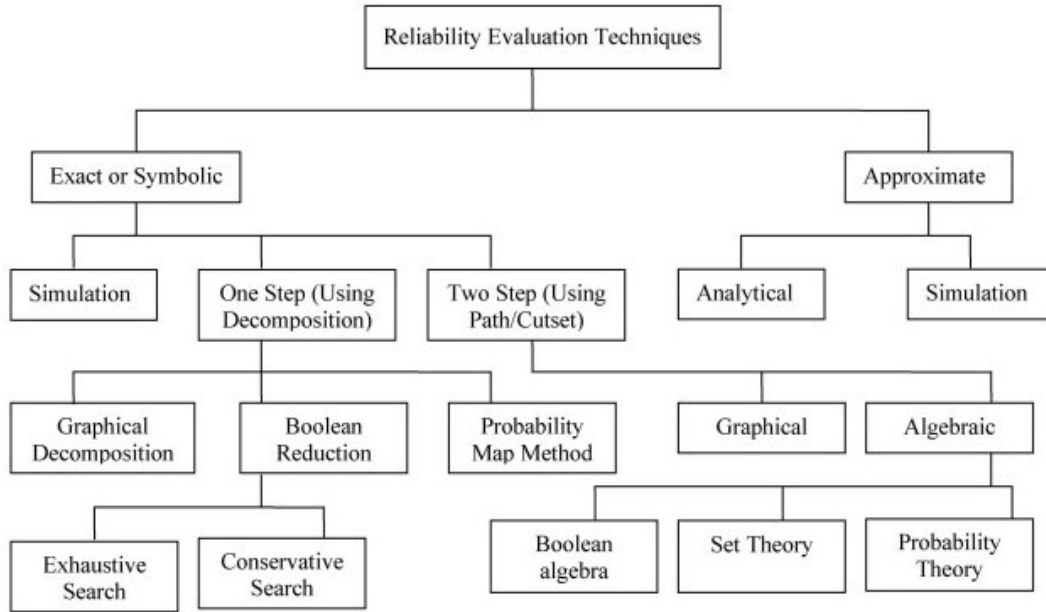 Reliability Evaluation Techniques
Exact or Symbolic
Approximate
Simulation
One Step (Using
Decomposition)
Two Step (Using
Path/Cutset)
Analytical
Simulation
Graphical
Decomposition
Boolean
Reduction
Probability
Map Method
Graphical
Algebraic
Exhaustive
Search
Conservative
Search
Boolean
algebra
Set Theory
Probability
Theory